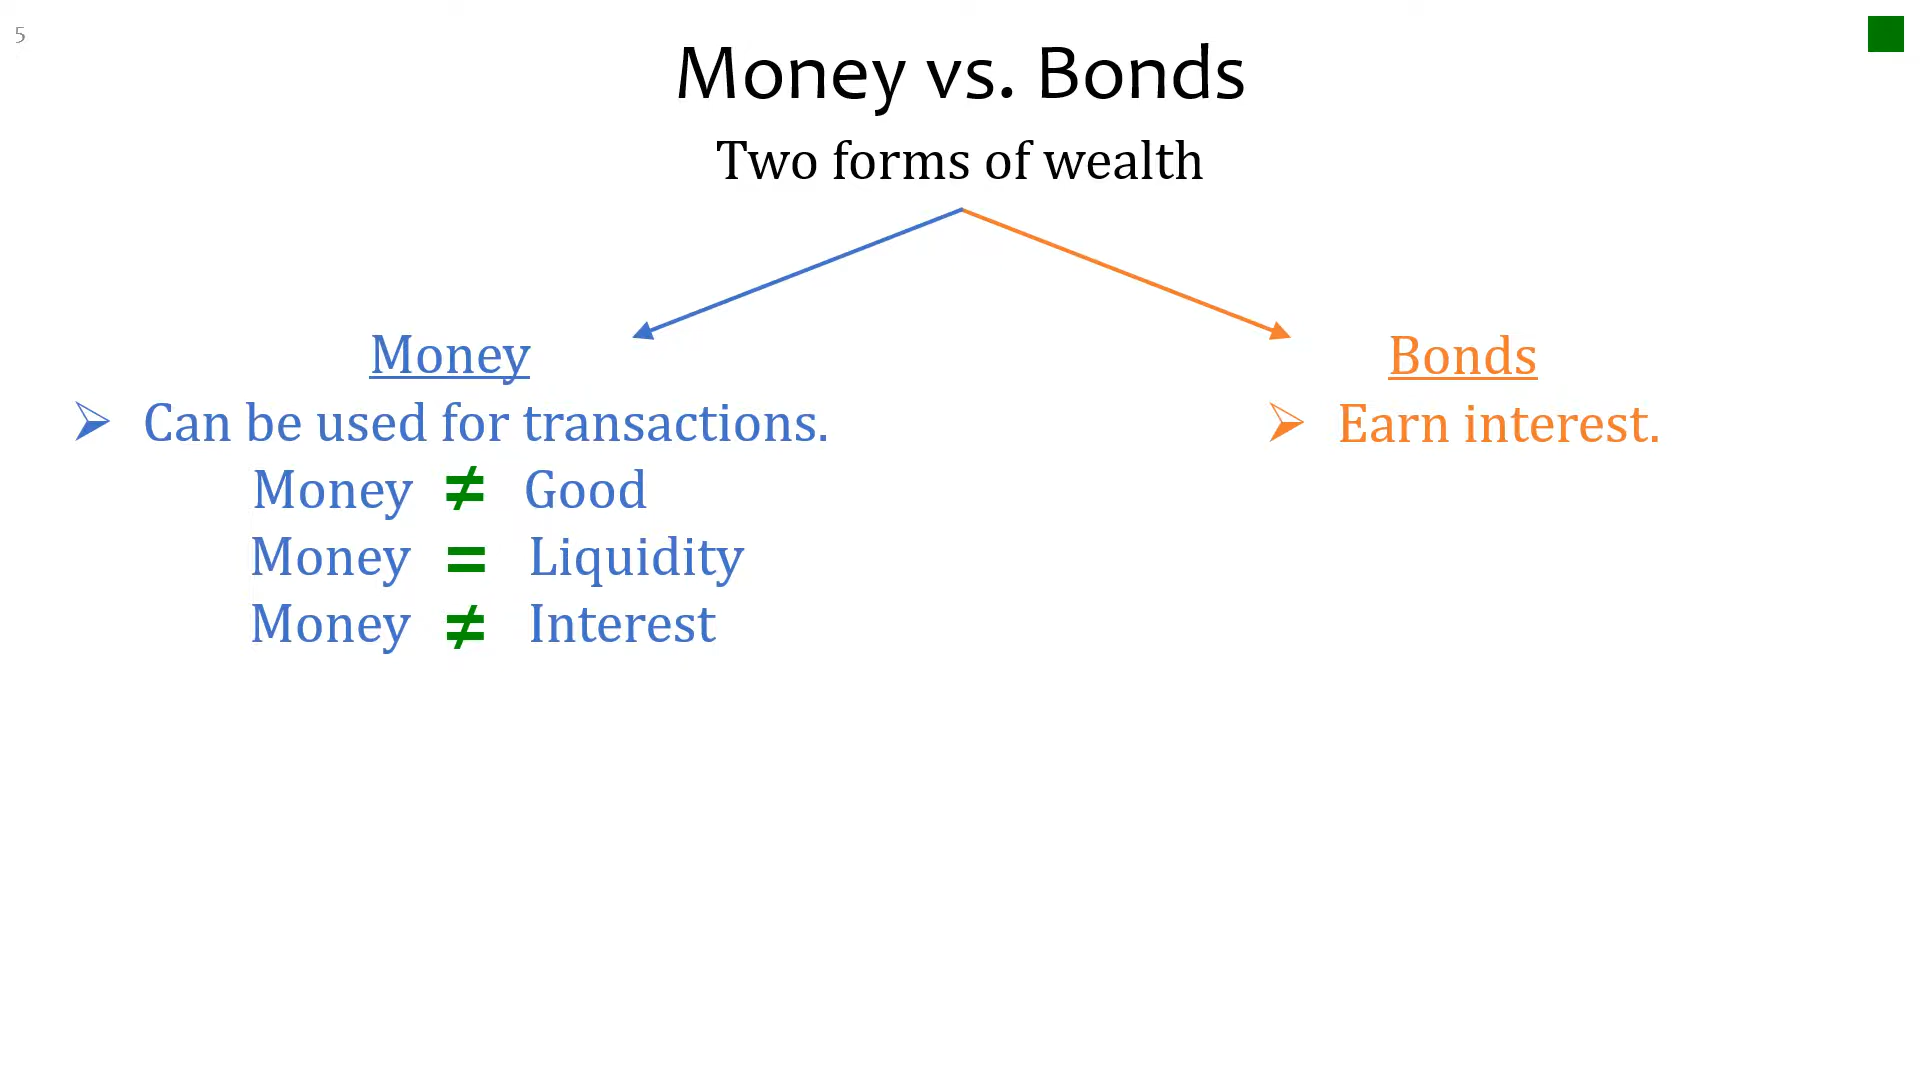 5
Money vs. Bonds
Two forms of wealth
Money
➢ Can be used for transactions.
Money ≠ Good
Money = Liquidity
Money ≠ Interest
Bonds
➢ Earn interest.